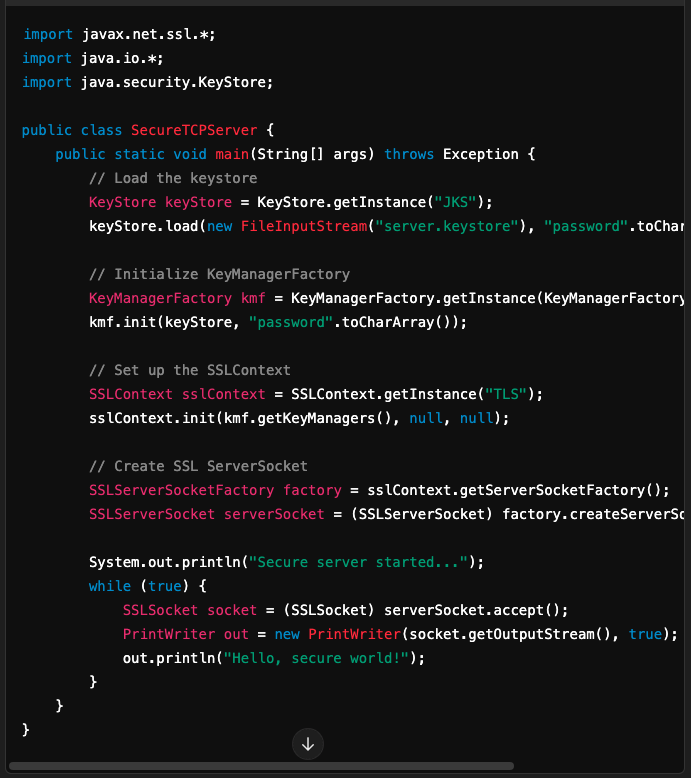 import javax.net.ssl.*;
import java.io.*;
import java.security.KeyStore;

public class SecureTCPServer {
    public static void main(String[] args) throws Exception {
        // Load the keystore
        KeyStore keyStore = KeyStore.getInstance("JKS");
        keyStore.load(new FileInputStream("server.keystore"), "password".toChar

        // Initialize KeyManagerFactory
        KeyManagerFactory kmf = KeyManagerFactory.getInstance(KeyManagerFactory
        kmf.init(keyStore, "password".toCharArray());

        // Set up the SSLContext
        SSLContext sslContext = SSLContext.getInstance("TLS");
        sslContext.init(kmf.getKeyManagers(), null, null);

        // Create SSL ServerSocket
        SSLServerSocketFactory factory = sslContext.getServerSocketFactory();
        SSLServerSocket serverSocket = (SSLServerSocket) factory.createServerSo

        System.out.println("Secure server started...");
        while (true) {
            SSLSocket socket = (SSLSocket) serverSocket.accept();
            PrintWriter out = new PrintWriter(socket.getOutputStream(), true);
            out.println("Hello, secure world!");
        }
    }
}